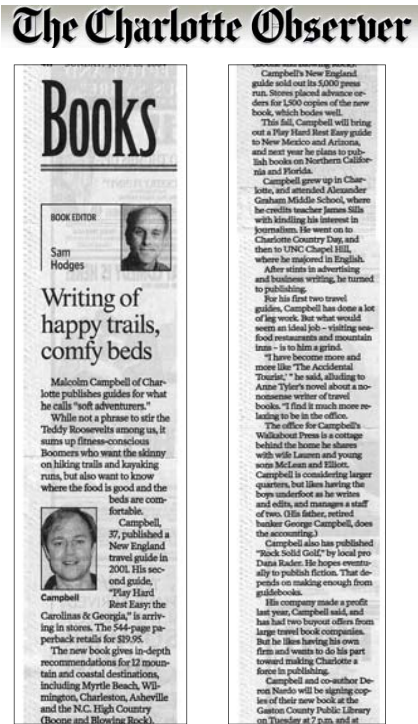 The Charlotte Observer
Books
BOOK EDITOR
Sam
Hodges
Writing of
happy trails,
comfy beds
Malcolm Campbell of Char-
lotte publishes guides for what
he calls "soft adventurers."
While not a phrase to stir the
Teddy Roosevelts among us, it
sums up fitness-conscious
Boomers who want the skinny
on hiking trails and kayaking
runs, but also want to know
where the food is good and the
beds are com-
fortable.
Campbell,
37, published a
New England
travel guide in
2001. His sec-
ond guide,
"Play Hard
Rest Easy: the
Campbell
Carolinas & Georgia," is arriv-
ing in stores. The 544-page pa-
perback retails for $19.95.
The new book gives in-depth
recommendations for 12 moun-
tain and coastal destinations,
including Myrtle Beach, Wil-
mington, Charleston, Asheville
and the N.C. High Country
(Boone and Blowing Rock).
(Boone and Blowing Rock).
Campbell's New England
guide sold out its 5,000 press
run. Stores placed advance or-
ders for 1,500 copies of the new
book, which bodes well.
This fall, Campbell will bring
out a Play Hard Rest Easy guide
to New Mexico and Arizona,
and next year he plans to pub-
lish books on Northern Califor-
nia and Florida.
Campbell grew up in Char-
lotte, and attended Alexander
Graham Middle School, where
he credits teacher James Sills
with kindling his interest in
journalism. He went on to
Charlotte Country Day, and
then to UNC Chapel Hill,
where he majored in English.
After stints in advertising
and business writing, he turned
to publishing.
For his first two travel
guides, Campbell has done a lot
of leg work. But what would
seem an ideal job – visiting sea-
food restaurants and mountain
inns – is to him a grind.
"I have become more and
more like 'The Accidental
Tourist,' " he said, alluding to
Anne Tyler's novel about a no-
nonsense writer of travel
books. "I find it much more re-
laxing to be in the office.
The office for Campbell's
Walkabout Press is a cottage
behind the home he shares
with wife Lauren and young
sons McLean and Elliott.
Campbell is considering larger
quarters, but likes having the
boys underfoot as he writes
and edits, and manages a staff
of two. (His father, retired
banker George Campbell, does
the accounting.)
Campbell also has published
"Rock Solid Golf," by local pro
Dana Rader. He hopes eventu-
ally to publish fiction. That de-
pends on making enough from
guidebooks.
His company made a profit
last year, Campbell said, and
has had two buyout offers from
large travel book companies.
But he likes having his own
firm and wants to do his part
toward making Charlotte a
force in publishing.
Campbell and co-author De-
ron Nardo will be signing cop-
ies of their new book at the
Gaston County Public Library
on Tuesday at 7 p.m. and at